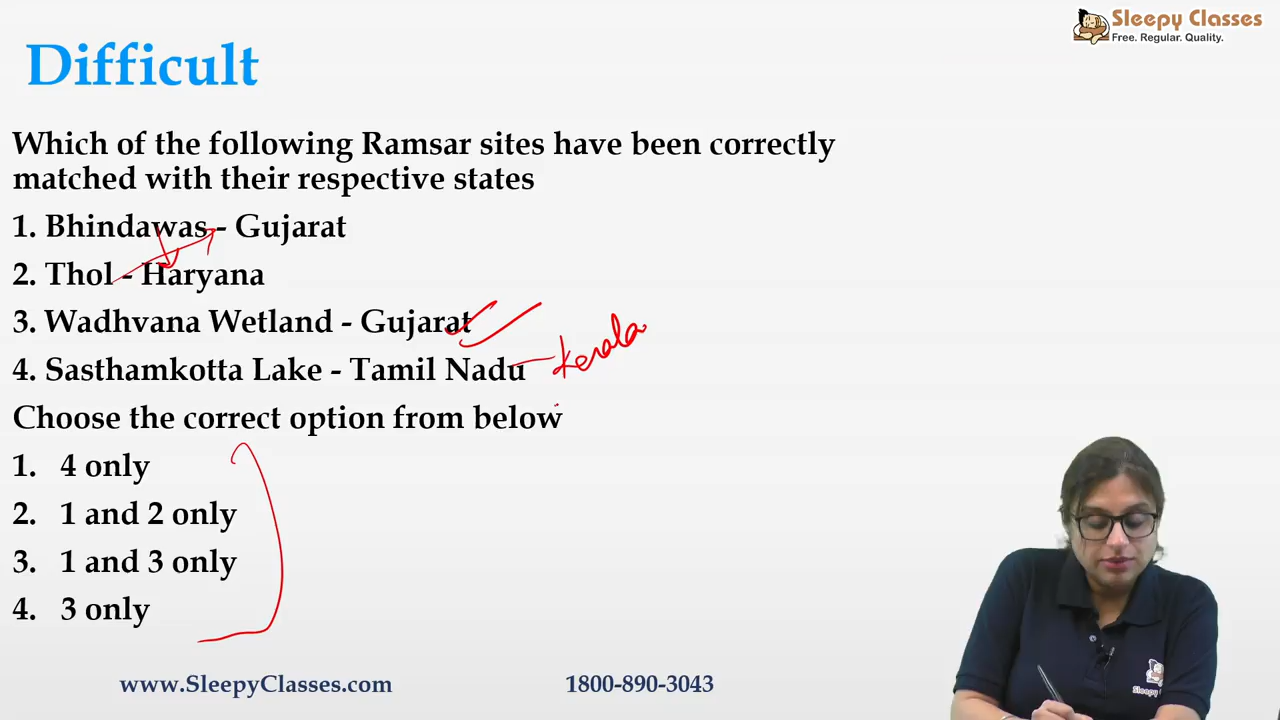 Sleepy Classes
Free. Regular. Quality.
Difficult
Which of the following Ramsar sites have been correctly
matched with their respective states
1. Bhindawas - Gujarat
2. Thol - Haryana
3. Wadhvana Wetland - Gujarat
4. Sasthamkotta Lake - Tamil Nadu Kerala
Choose the correct option from below
1. 4 only
2. 1 and 2 only
3. 1 and 3 only
4. 3 only
www.SleepyClasses.com 1800-890-3043